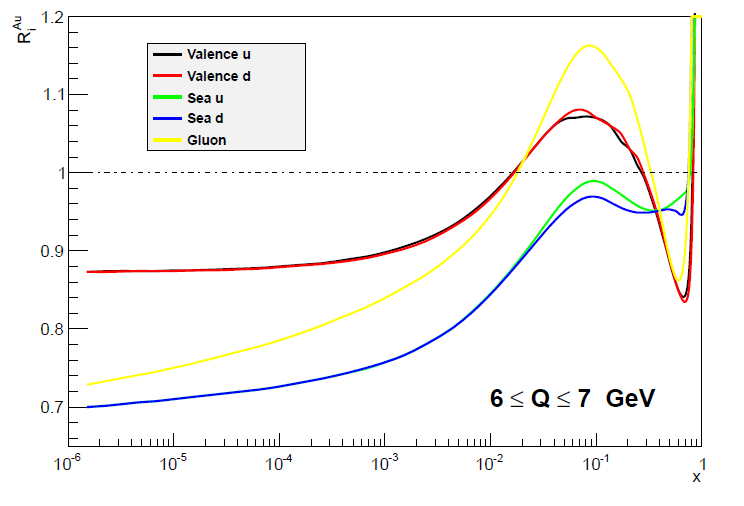 R_i^Au
1.2
1.1
1
0.9
0.8
0.7
Valence u
Valence d
Sea u
Sea d
Gluon
6 ≤ Q ≤ 7 GeV
10^-6 10^-5 10^-4 10^-3 10^-2 10^-1 1
x